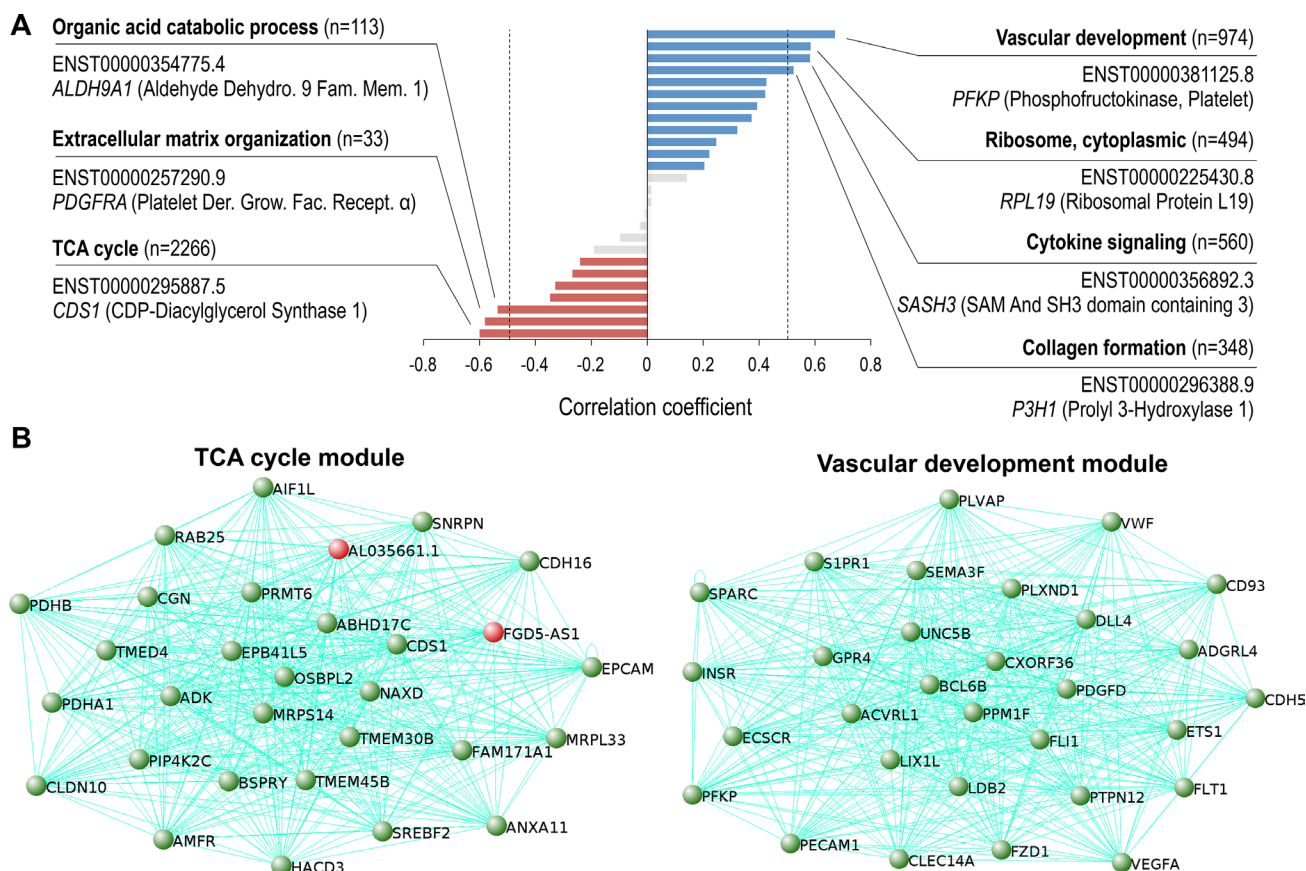 A
Organic acid catabolic process (n=113)
ENST00000354775.4
ALDH9A1 (Aldehyde Dehydro. 9 Fam. Mem. 1)
Extracellular matrix organization (n=33)
ENST00000257290.9
PDGFRA (Platelet Der. Grow. Fac. Recept. α)
TCA cycle (n=2266)
ENST00000295887.5
CDS1 (CDP-Diacylglycerol Synthase 1)
Vascular development (n=974)
ENST00000381125.8
PFKP (Phosphofructokinase, Platelet)
Ribosome, cytoplasmic (n=494)
ENST00000225430.8
RPL19 (Ribosomal Protein L19)
Cytokine signaling (n=560)
ENST00000356892.3
SASH3 (SAM And SH3 domain containing 3)
Collagen formation (n=348)
ENST00000296388.9
P3H1 (Prolyl 3-Hydroxylase 1)
-0.8 -0.6 -0.4 -0.2 0 0.2 0.4 0.6 0.8
Correlation coefficient
B
TCA cycle module
AIF1L
SNRPN
RAB25
AL035661.1
CDH16
PDHB
CGN
PRMT6
ABHD17C
FGD5-AS1
TMED4
EPB41L5
CDS1
EPCAM
OSBPL2
PDHA1
ADK
NAXD
MRPS14
TMEM30B
MRPL33
FAM171A1
PIP4K2C
CLDN10
BSPRY
TMEM45B
AMFR
SREBF2
ANXA11
HACD3
Vascular development module
PLVAP
VWF
S1PR1
SEMA3F
PLXND1
CD93
SPARC
DLL4
UNC5B
ADGRL4
GPR4
CXORF36
INSR
BCL6B
PDGFD
CDH5
ACVRL1
PPM1F
ETS1
ECSCR
FLI1
LIX1L
PFKP
LDB2
PTPN12
FLT1
PECAM1
CLEC14A
FZD1
VEGFA